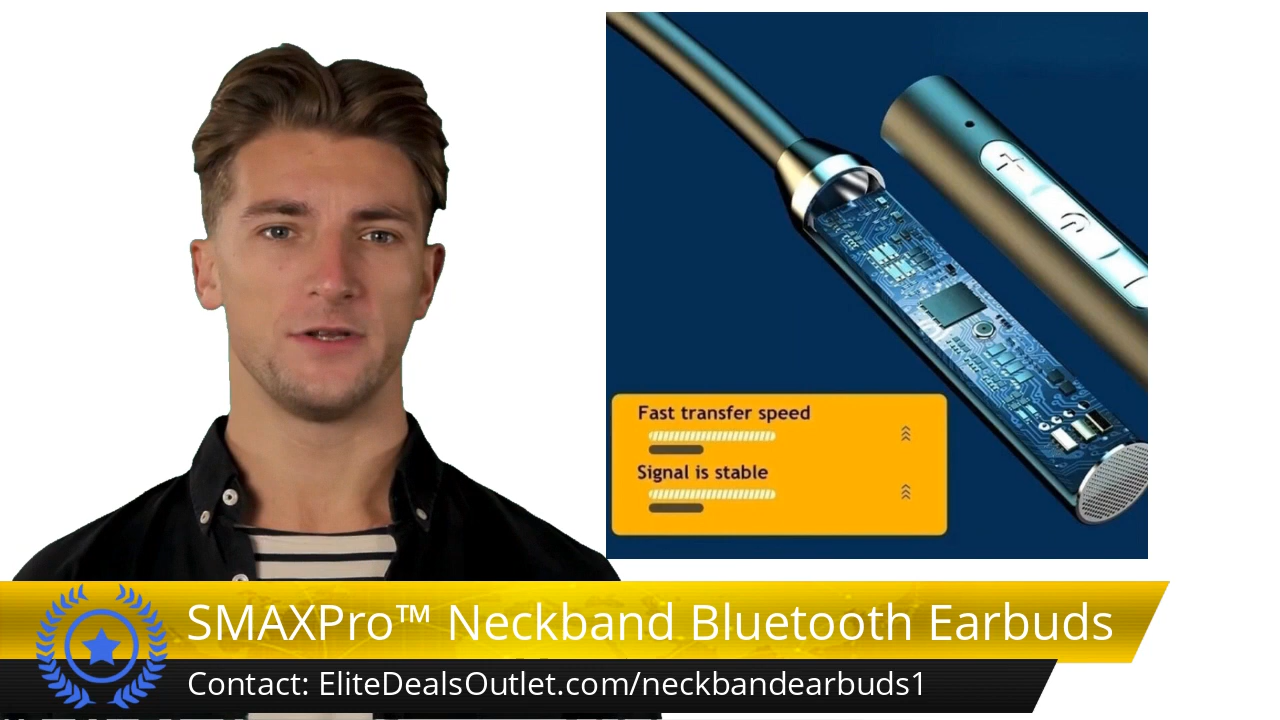 Fast transfer speed
Signal is stable
SMAXPro™ Neckband Bluetooth Earbuds
Contact: EliteDealsOutlet.com/neckbandearbuds1